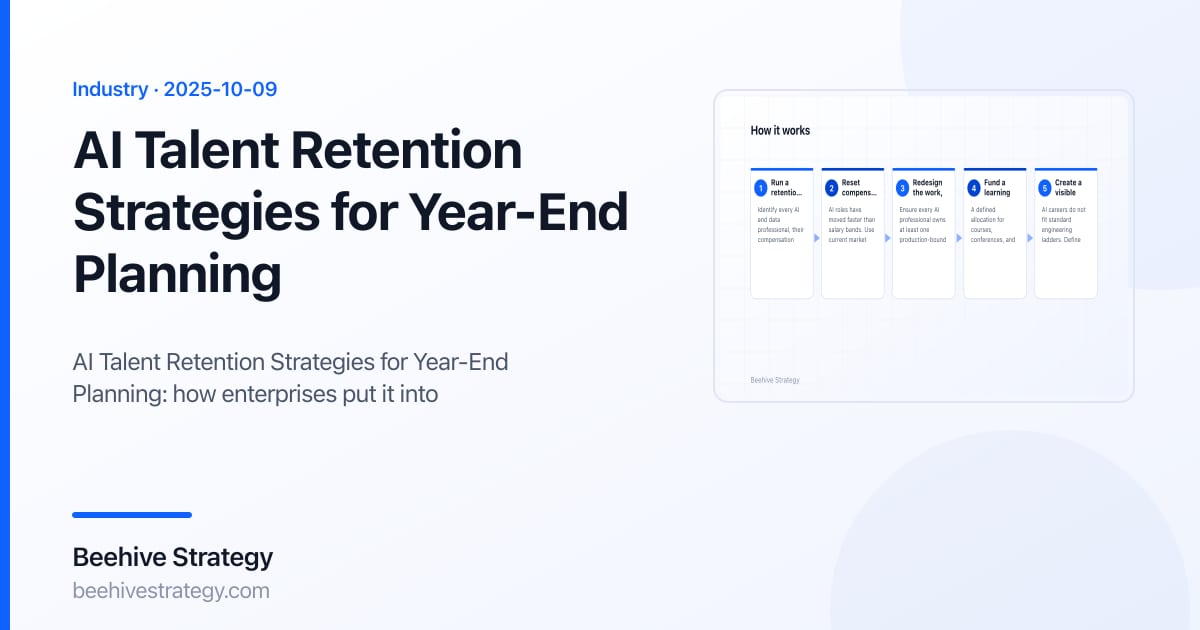 Industry · 2025-10-09
AI Talent Retention
Strategies for Year-End
Planning
AI Talent Retention Strategies for Year-End
Planning: how enterprises put it into
Beehive Strategy
beehivestrategy.com
How it works
1
Run a
retentio...
Identify every AI
and data
professional, their
compensation
2
Reset
compens...
AI roles have
moved faster than
salary bands. Use
current market
3
Redesign
the work,
Ensure every AI
professional owns
at least one
production-bound
4
Fund a
learning
A defined
allocation for
courses,
conferences, and
5
Create a
visible
AI careers do not
fit standard
engineering
ladders. Define
Beehive Strategy